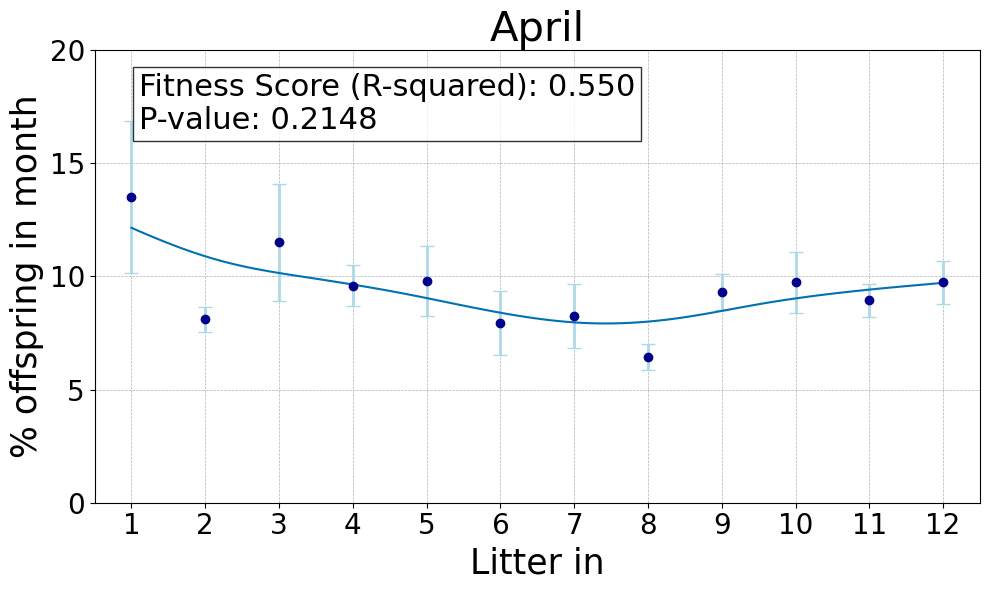 April
Fitness Score (R-squared): 0.550
P-value: 0.2148
% offspring in month
20
15
10
5
0
1 2 3 4 5 6 7 8 9 10 11 12
Litter in